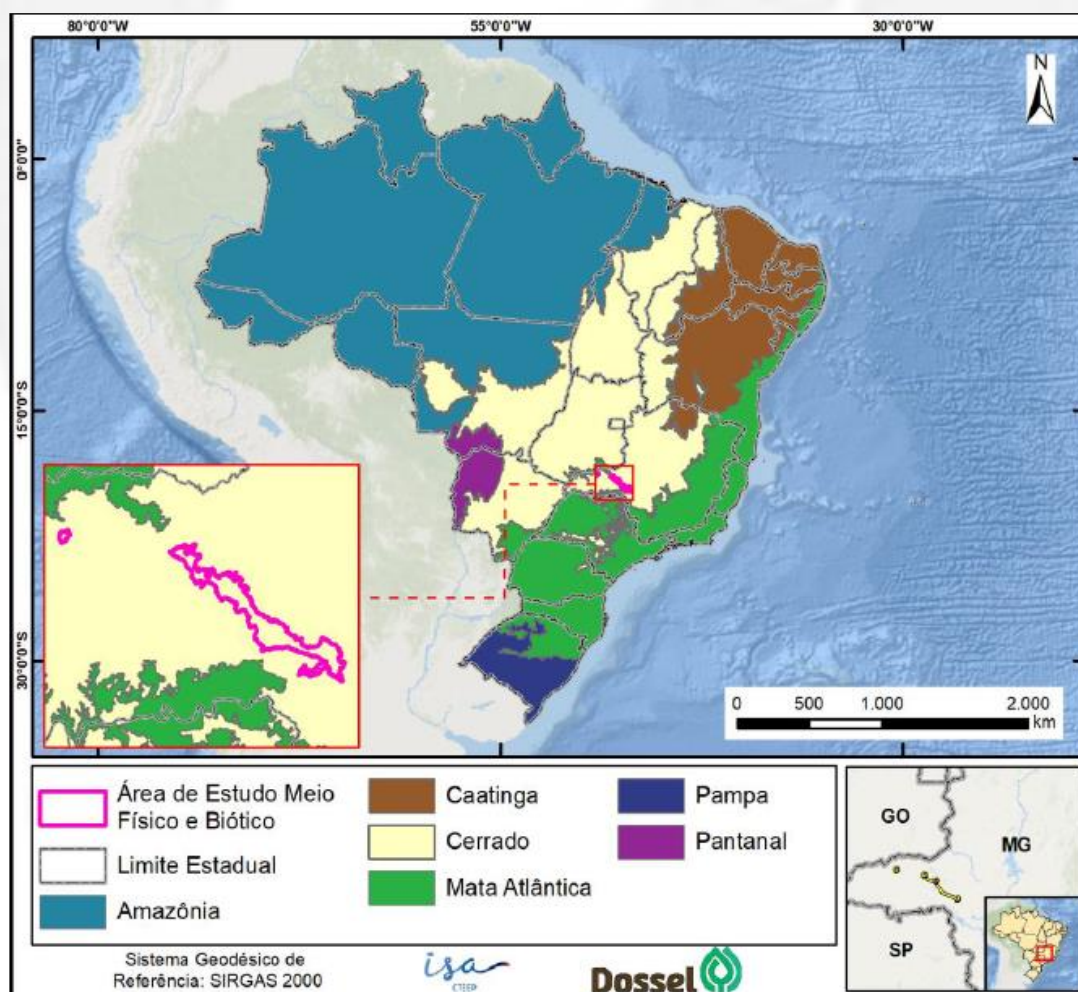 80°0'0"W
55°0'0"W
30°0'0"W
N
0°0'0"
15°0'0"S
30°0'0"S
0 500 1.000 2.000
km
Área de Estudo Meio
Físico e Biótico
Limite Estadual
Amazônia
Caatinga
Cerrado
Mata Atlântica
Pampa
Pantanal
GO
MG
SP
Sistema Geodésico de
Referência: SIRGAS 2000
isa
CTEEP
Dossel